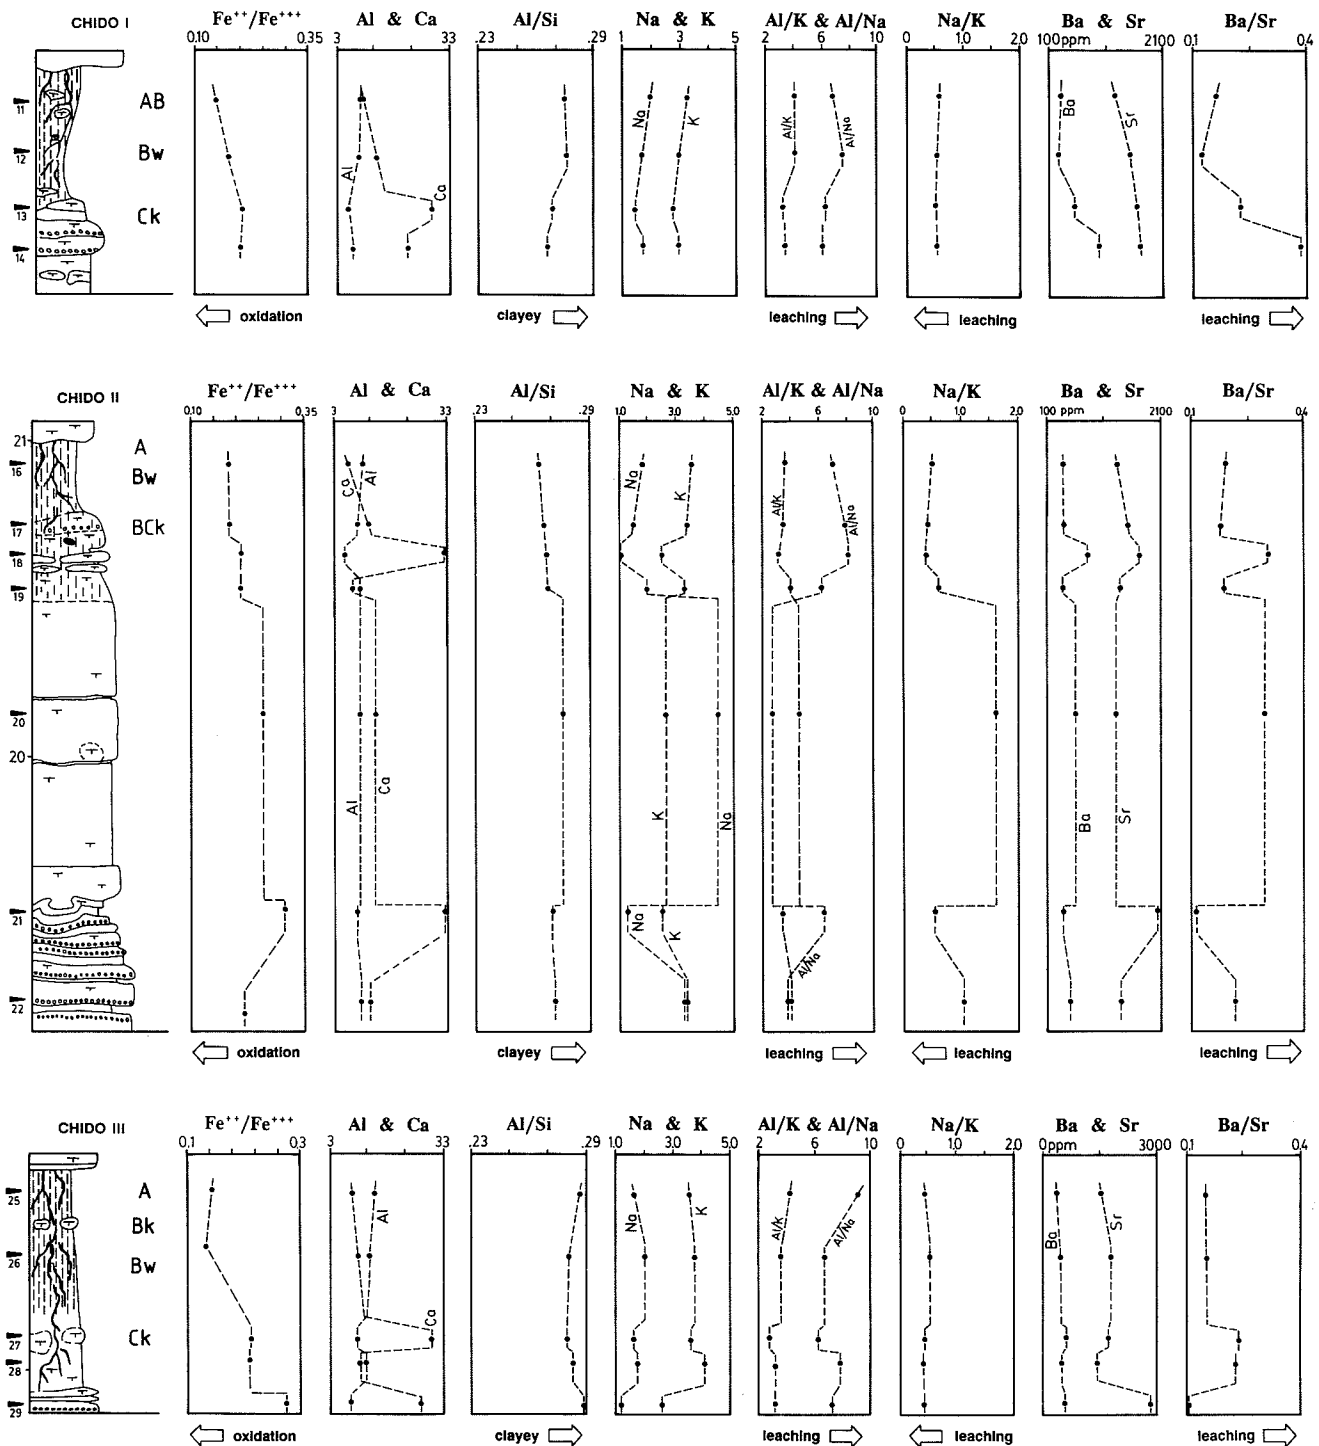 CHIDO I
Fe++/Fe+++ Al & Ca Al/Si Na & K Al/K & Al/Na Na/K Ba & Sr Ba/Sr
0.10 0.35 3 33 .23 .29 1 3 5 2 6 10 0 1.0 2.0 100 ppm 2100 0.1 0.4
11 AB
12 Bw
13 Ck
14
Al Ca Na K Al/K Al/Na Ba Sr
oxidation clayey leaching leaching leaching
CHIDO II
Fe++/Fe+++ Al & Ca Al/Si Na & K Al/K & Al/Na Na/K Ba & Sr Ba/Sr
0.10 0.35 3 33 .23 .29 1.0 3.0 5.0 2 6 10 0 1.0 2.0 100 ppm 2100 0.1 0.4
21 A
16 Bw
17 BCk
18
19
20
20
21
22
Ca Al Na K Al/K Al/Na
Al Ca K Na Ba Sr
Na K Al/Na
oxidation clayey leaching leaching leaching
CHIDO III
Fe++/Fe+++ Al & Ca Al/Si Na & K Al/K & Al/Na Na/K Ba & Sr Ba/Sr
0.1 0.3 3 33 .23 .29 1.0 3.0 5.0 2 6 10 0 1.0 2.0 0 ppm 3000 0.1 0.4
25 A
Bk
26 Bw
27 Ck
28
29
Al Ca Na K Al/K Al/Na Ba Sr
oxidation clayey leaching leaching leaching